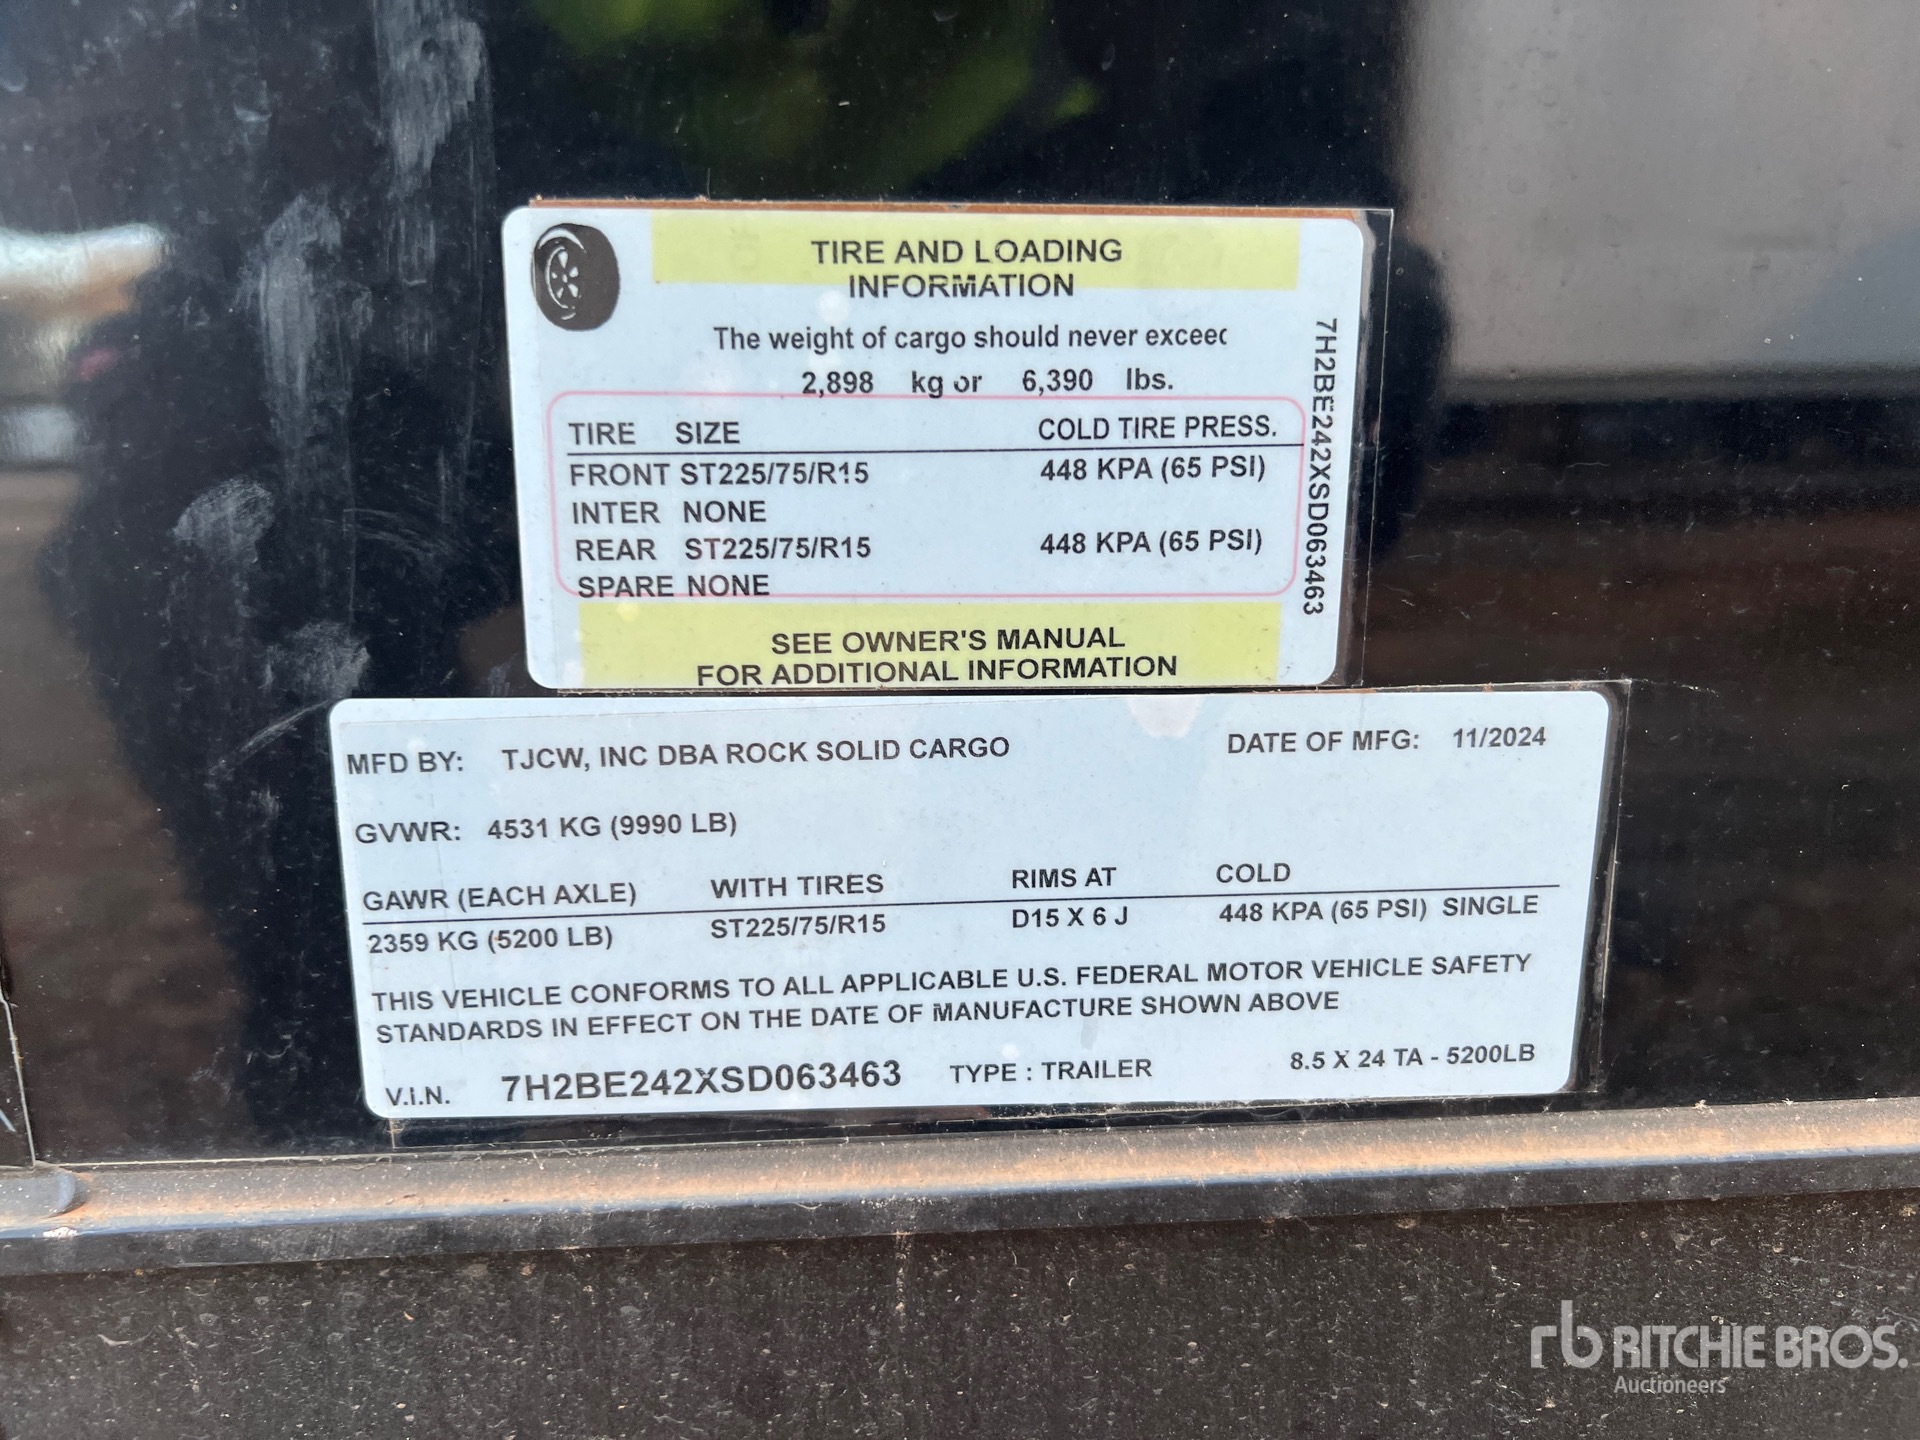 TIRE AND LOADING
INFORMATION
The weight of cargo should never exceed
2,898 kg or 6,390 lbs.
TIRE SIZE COLD TIRE PRESS.
FRONT ST225/75/R15 448 KPA (65 PSI)
INTER NONE
REAR ST225/75/R15 448 KPA (65 PSI)
SPARE NONE
SEE OWNER'S MANUAL
FOR ADDITIONAL INFORMATION
7H2BE242XSD063463
MFD BY: TJCW, INC DBA ROCK SOLID CARGO DATE OF MFG: 11/2024
GVWR: 4531 KG (9990 LB)
GAWR (EACH AXLE) WITH TIRES RIMS AT COLD
2359 KG (5200 LB) ST225/75/R15 D15 X 6 J 448 KPA (65 PSI) SINGLE
THIS VEHICLE CONFORMS TO ALL APPLICABLE U.S. FEDERAL MOTOR VEHICLE SAFETY
STANDARDS IN EFFECT ON THE DATE OF MANUFACTURE SHOWN ABOVE
V.I.N. 7H2BE242XSD063463 TYPE : TRAILER 8.5 X 24 TA - 5200LB
rb RITCHIE BROS.
Auctioneers